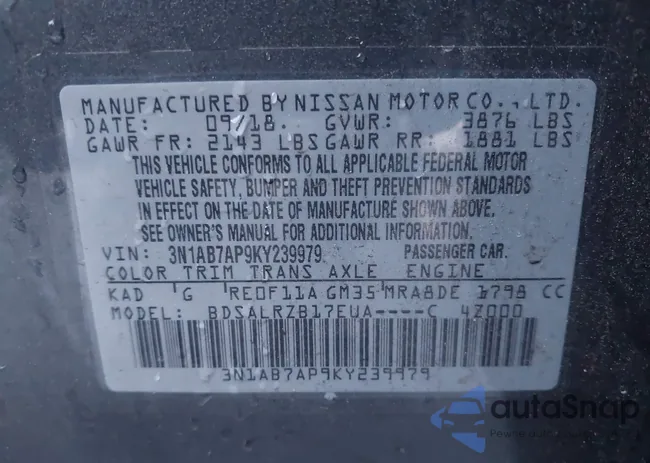 MANUFACTURED BY NISSAN MOTOR CO., LTD.
DATE: 09/18. GVWR: 3876 LBS
GAWR FR: 2143 LBS GAWR RR: 1881 LBS
THIS VEHICLE CONFORMS TO ALL APPLICABLE FEDERAL MOTOR
VEHICLE SAFETY, BUMPER AND THEFT PREVENTION STANDARDS
IN EFFECT ON THE DATE OF MANUFACTURE SHOWN ABOVE.
SEE OWNER'S MANUAL FOR ADDITIONAL INFORMATION.
VIN: 3N1AB7AP9KY239979 PASSENGER CAR.
COLOR TRIM TRANS AXLE ENGINE
KAD G RE0F11A GM35 MRA8DE 1798 CC
MODEL: BDSALRZB17EUA----C 4Z000
3N1AB7AP9KY239979
autoSnap